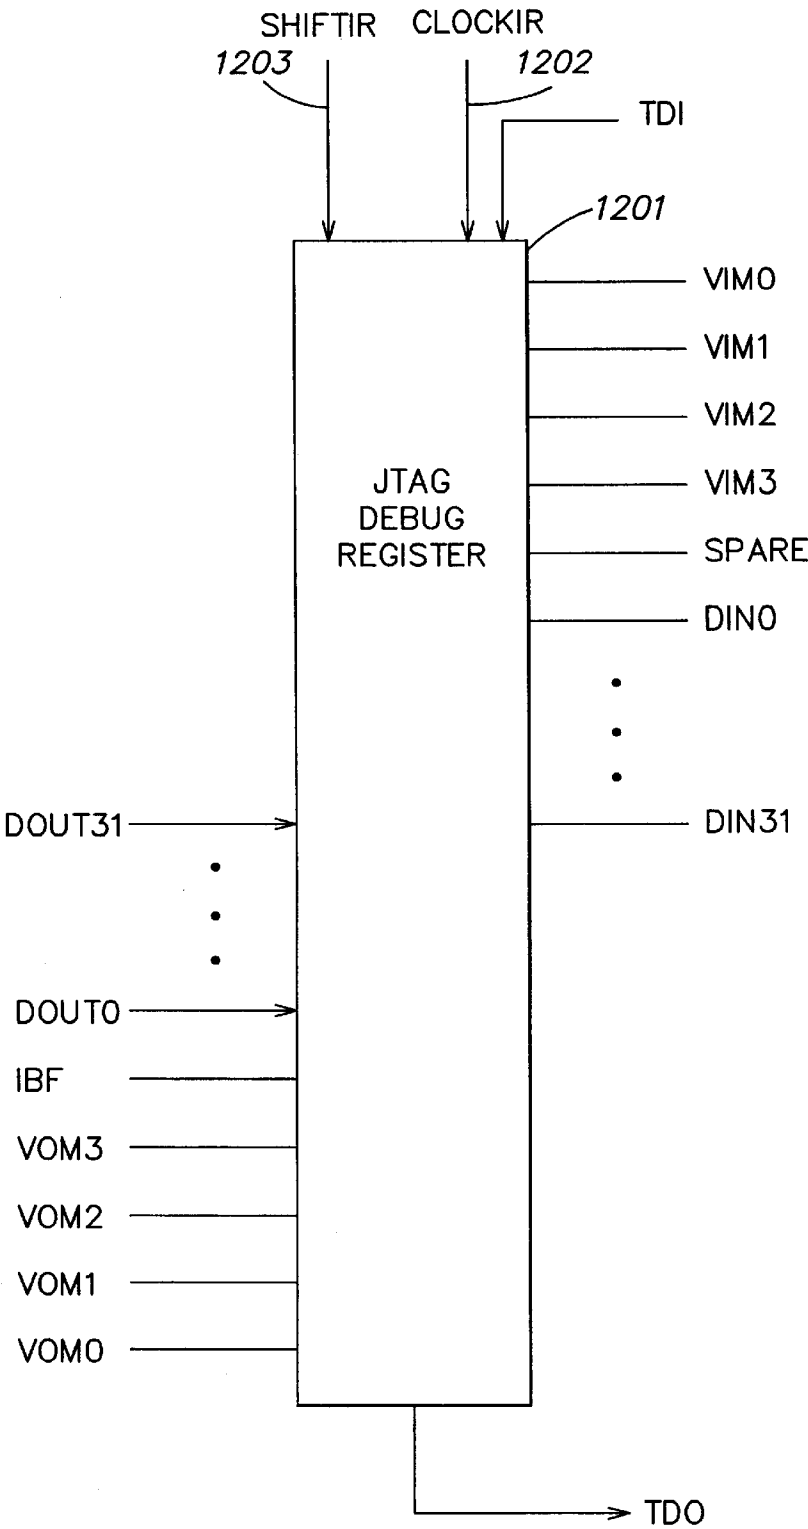 SHIFTIR CLOCKIR
1203 1202
TDI
1201
VIM0
VIM1
VIM2
VIM3
SPARE
DIN0
DIN31
JTAG
DEBUG
REGISTER
DOUT31
DOUT0
IBF
VOM3
VOM2
VOM1
VOM0
TDO